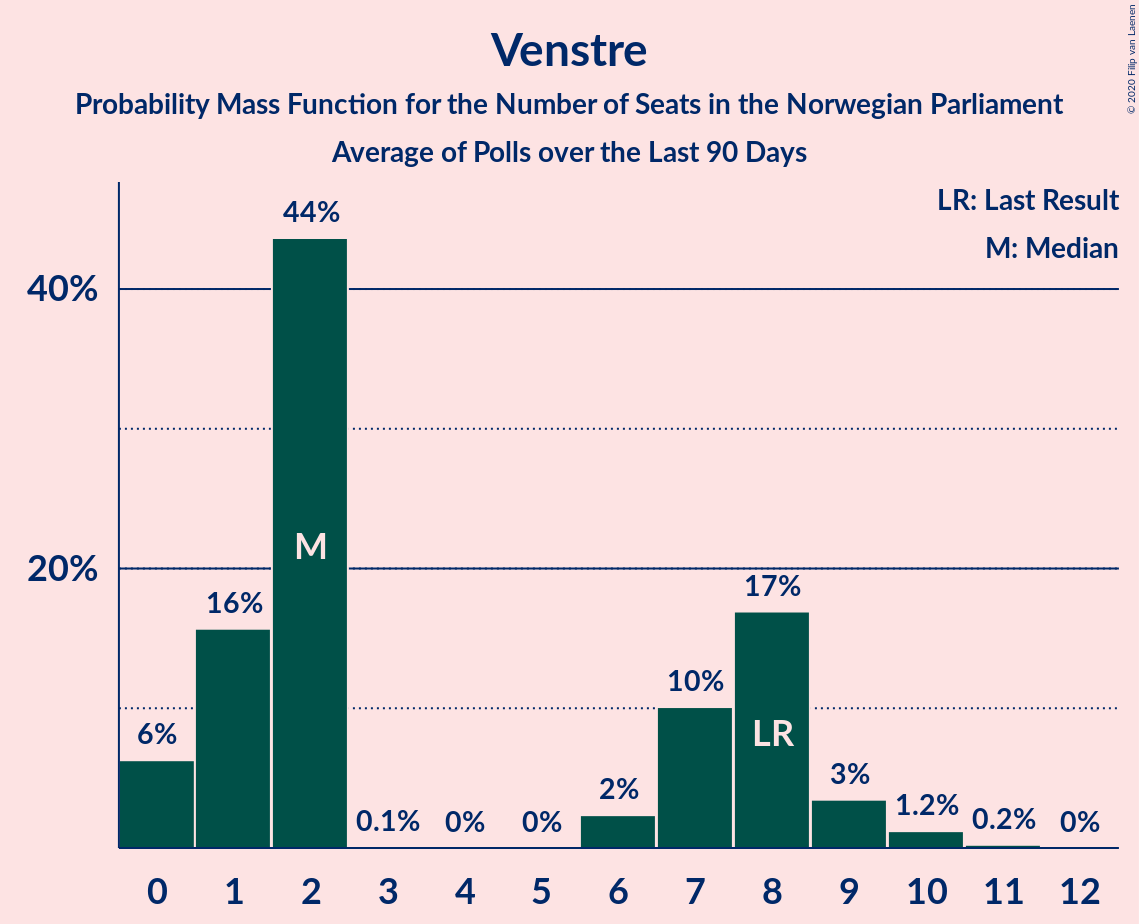 Venstre
Probability Mass Function for the Number of Seats in the Norwegian Parliament
Average of Polls over the Last 90 Days
© 2020 Filip van Laenen
LR: Last Result
M: Median
40%
20%
6%
16%
44%
0.1%
0%
0%
2%
10%
17%
3%
1.2%
0.2%
0%
M
LR
0 1 2 3 4 5 6 7 8 9 10 11 12